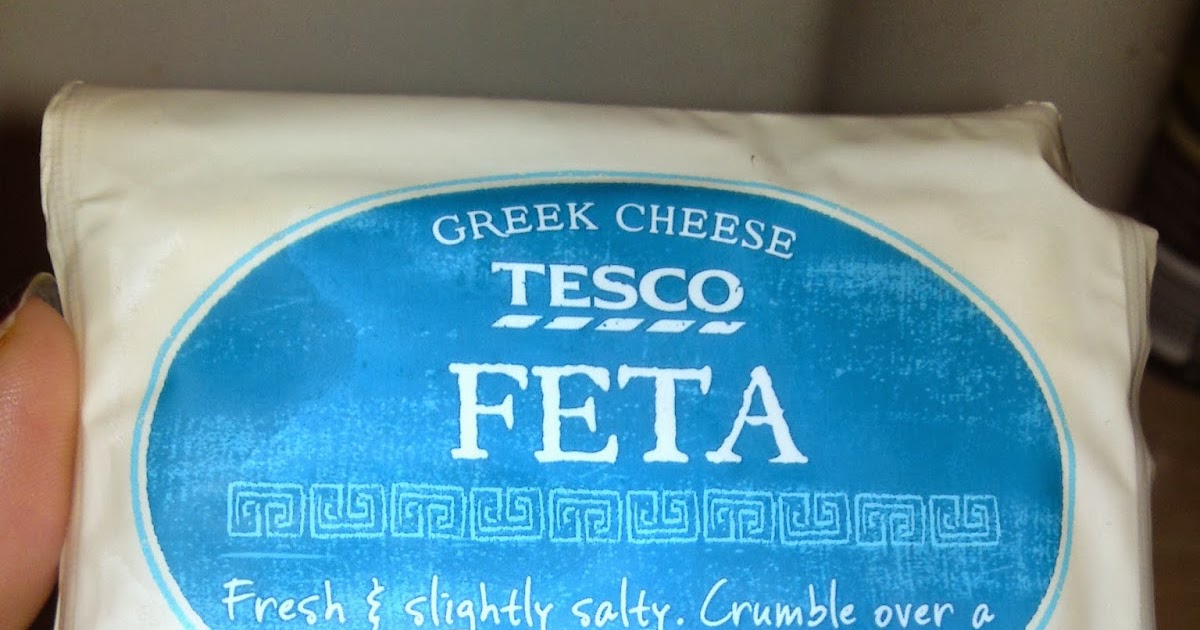 GREEK CHEESE
TESCO
FETA
Fresh & slightly salty. Crumble over a